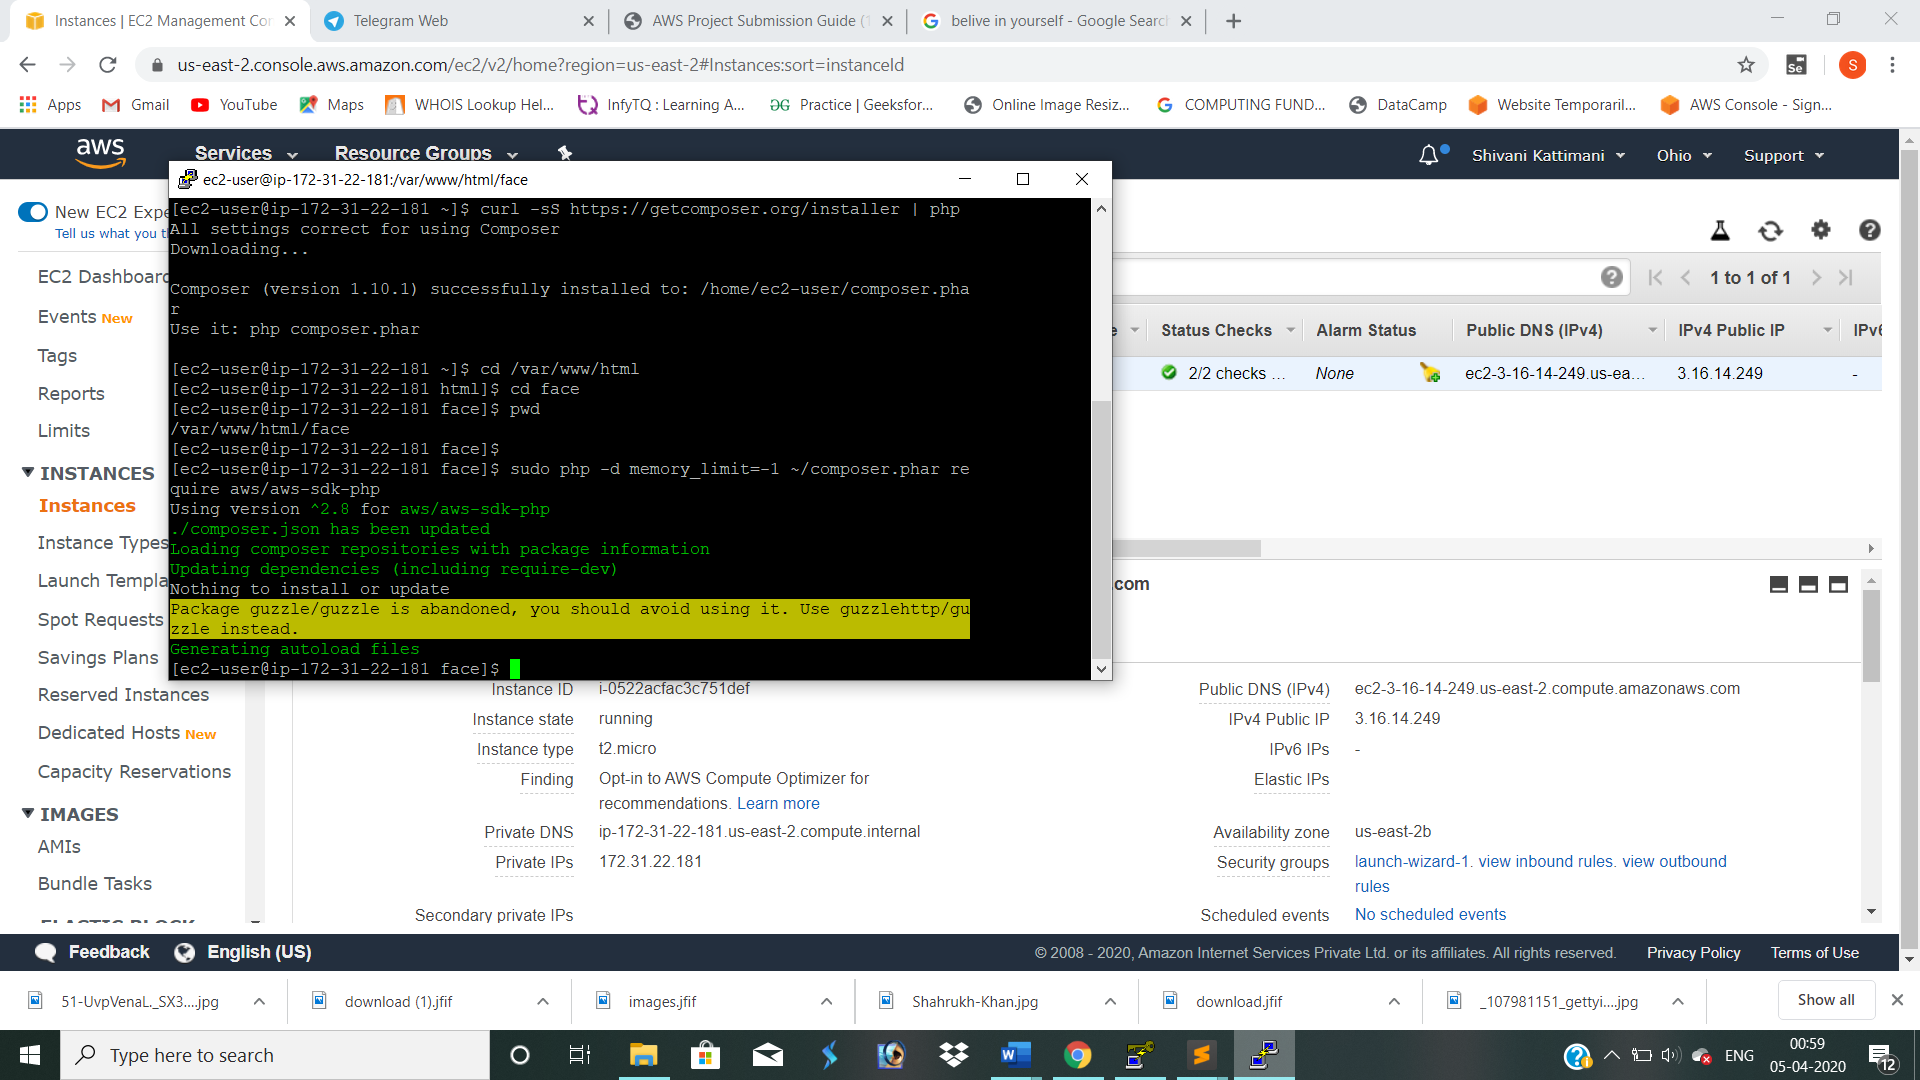 Instances | EC2 Management Con
Telegram Web
AWS Project Submission Guide (1
belive in yourself - Google Search
us-east-2.console.aws.amazon.com/ec2/v2/home?region=us-east-2#Instances:sort=instanceId
Se
S
Apps
Gmail
YouTube
Maps
WHOIS Lookup Hel...
InfyTQ : Learning A...
Practice | Geeksfor...
Online Image Resiz...
COMPUTING FUND...
DataCamp
Website Temporaril...
AWS Console - Sign...
aws
Services
Resource Groups
Shivani Kattimani
Ohio
Support
ec2-user@ip-172-31-22-181:/var/www/html/face
[ec2-user@ip-172-31-22-181 ~]$ curl -sS https://getcomposer.org/installer | php
All settings correct for using Composer
Downloading...
Composer (version 1.10.1) successfully installed to: /home/ec2-user/composer.pha
r
Use it: php composer.phar
[ec2-user@ip-172-31-22-181 ~]$ cd /var/www/html
[ec2-user@ip-172-31-22-181 html]$ cd face
[ec2-user@ip-172-31-22-181 face]$ pwd
/var/www/html/face
[ec2-user@ip-172-31-22-181 face]$
[ec2-user@ip-172-31-22-181 face]$ sudo php -d memory_limit=-1 ~/composer.phar re
quire aws/aws-sdk-php
Using version ^2.8 for aws/aws-sdk-php
./composer.json has been updated
Loading composer repositories with package information
Updating dependencies (including require-dev)
Nothing to install or update
Package guzzle/guzzle is abandoned, you should avoid using it. Use guzzlehttp/gu
zzle instead.
Generating autoload files
[ec2-user@ip-172-31-22-181 face]$
New EC2 Expe
Tell us what you t
EC2 Dashboard
Events New
Tags
Reports
Limits
INSTANCES
Instances
Instance Types
Launch Templa
Spot Requests
Savings Plans
Reserved Instances
Dedicated Hosts New
Capacity Reservations
IMAGES
AMIs
Bundle Tasks
ELASTIC BLOCK
1 to 1 of 1
e
Status Checks
Alarm Status
Public DNS (IPv4)
IPv4 Public IP
IPv6
2/2 checks ...
None
ec2-3-16-14-249.us-ea...
3.16.14.249
-
com
Instance ID
i-0522acfac3c751def
Public DNS (IPv4)
ec2-3-16-14-249.us-east-2.compute.amazonaws.com
Instance state
running
IPv4 Public IP
3.16.14.249
Instance type
t2.micro
IPv6 IPs
-
Finding
Opt-in to AWS Compute Optimizer for
recommendations. Learn more
Elastic IPs
Private DNS
ip-172-31-22-181.us-east-2.compute.internal
Availability zone
us-east-2b
Private IPs
172.31.22.181
Security groups
launch-wizard-1. view inbound rules. view outbound
rules
Secondary private IPs
Scheduled events
No scheduled events
Feedback
English (US)
© 2008 - 2020, Amazon Internet Services Private Ltd. or its affiliates. All rights reserved.
Privacy Policy
Terms of Use
51-UvpVenaL._SX3....jpg
download (1).jfif
images.jfif
Shahrukh-Khan.jpg
download.jfif
_107981151_gettyi....jpg
Show all
Type here to search
ENG
00:59
05-04-2020
12